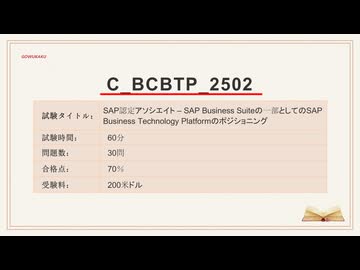 GOWUKAKU
C_BCBTP_2502
試験タイトル： SAP認定アソシエイト – SAP Business Suiteの一部としてのSAP
Business Technology Platformのポジショニング
試験時間： 60分
問題数： 30問
合格点： 70％
受験料： 200米ドル